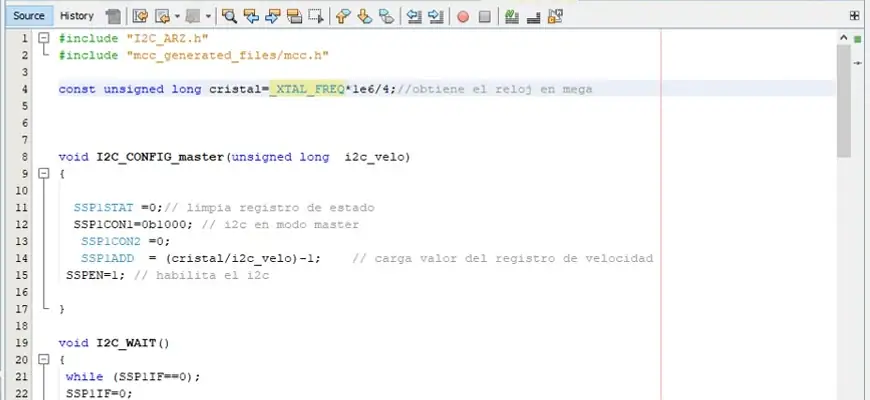 Source History
1 #include "I2C_ARZ.h"
2 #include "mcc_generated_files/mcc.h"
3
4 const unsigned long cristal=_XTAL_FREQ*1e6/4;//obtiene el reloj en mega
5
6
7
8 void I2C_CONFIG_master(unsigned long i2c_velo)
9 {
10
11 SSP1STAT =0;// limpia registro de estado
12 SSP1CON1=0b1000; // i2c en modo master
13 SSP1CON2 =0;
14 SSP1ADD = (cristal/i2c_velo)-1; // carga valor del registro de velocidad
15 SSPEN=1; // habilita el i2c
16
17 }
18
19 void I2C_WAIT()
20 {
21 while (SSP1IF==0);
22 SSP1IF=0;